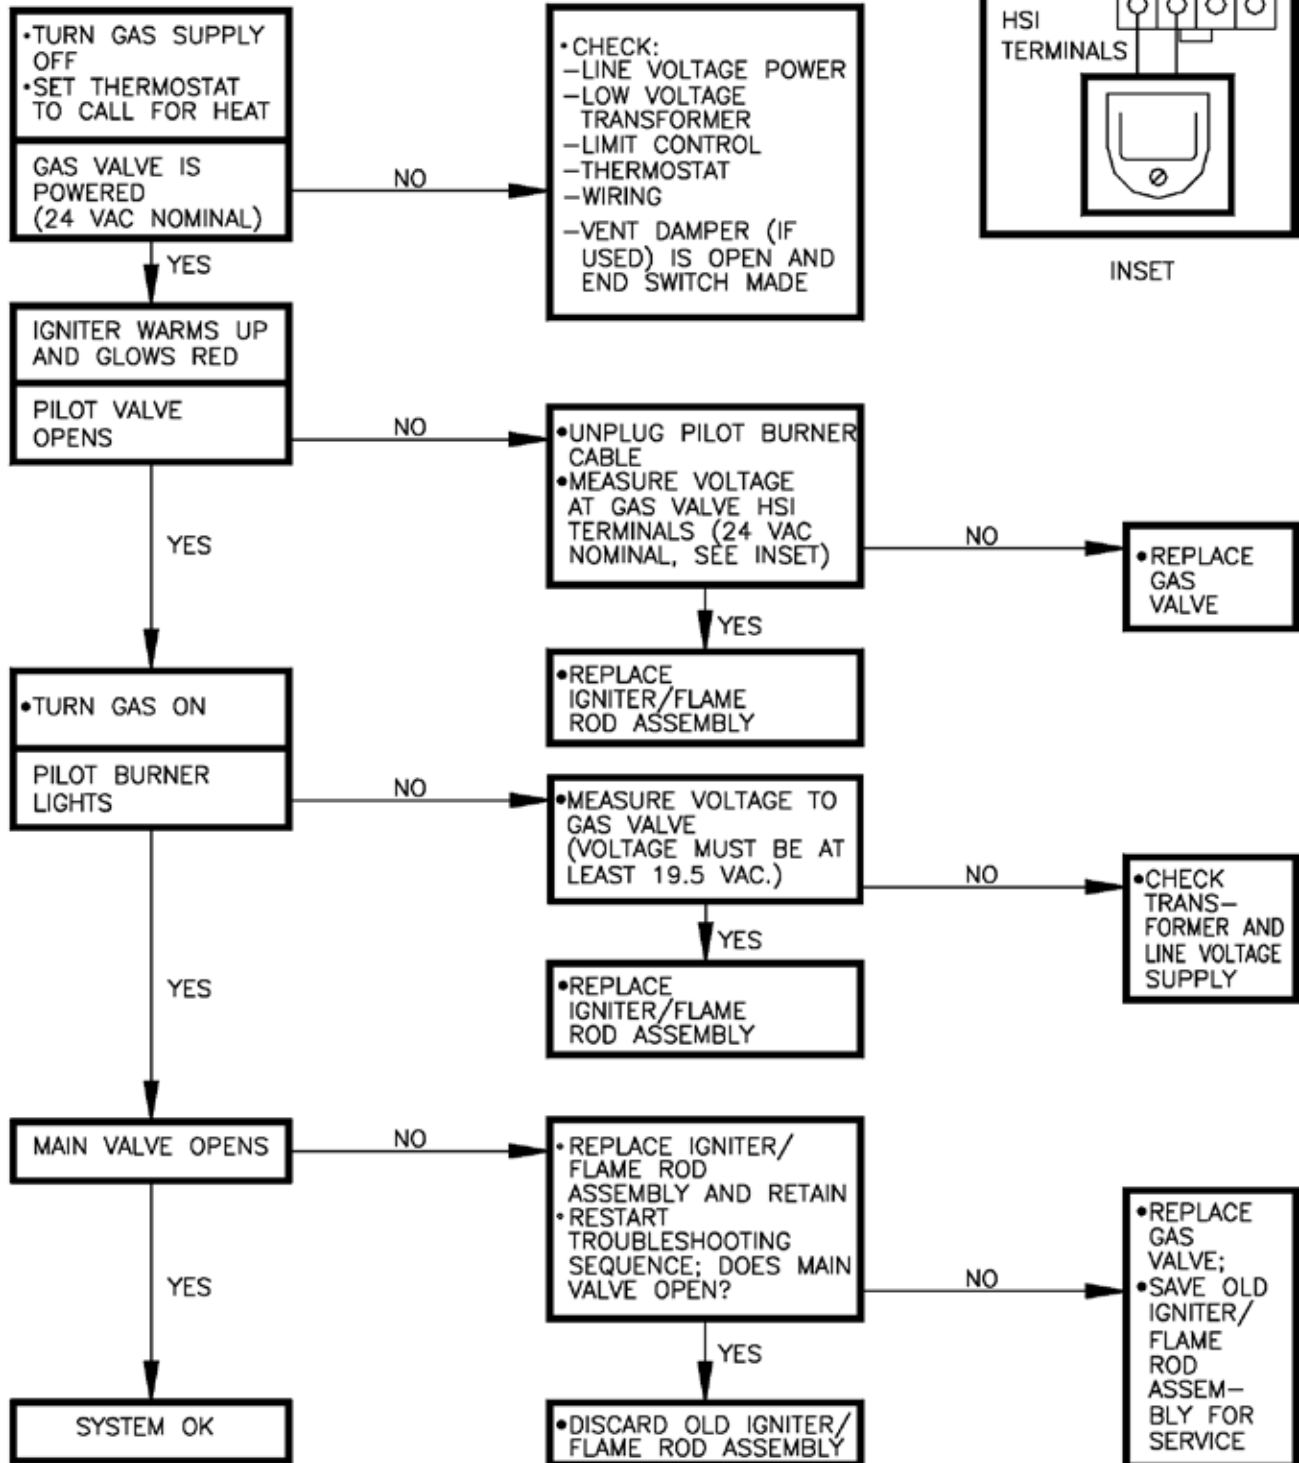 •TURN GAS SUPPLY
OFF
•SET THERMOSTAT
TO CALL FOR HEAT
GAS VALVE IS
POWERED
(24 VAC NOMINAL)
NO
•CHECK:
–LINE VOLTAGE POWER
–LOW VOLTAGE
TRANSFORMER
–LIMIT CONTROL
–THERMOSTAT
–WIRING
–VENT DAMPER (IF
USED) IS OPEN AND
END SWITCH MADE
HSI
TERMINALS
INSET
YES
IGNITER WARMS UP
AND GLOWS RED
PILOT VALVE
OPENS
NO
•UNPLUG PILOT BURNER
CABLE
•MEASURE VOLTAGE
AT GAS VALVE HSI
TERMINALS (24 VAC
NOMINAL, SEE INSET)
NO
•REPLACE
GAS
VALVE
YES
•REPLACE
IGNITER/FLAME
ROD ASSEMBLY
YES
•TURN GAS ON
PILOT BURNER
LIGHTS
NO
•MEASURE VOLTAGE TO
GAS VALVE
(VOLTAGE MUST BE AT
LEAST 19.5 VAC.)
NO
•CHECK
TRANS–
FORMER AND
LINE VOLTAGE
SUPPLY
YES
•REPLACE
IGNITER/FLAME
ROD ASSEMBLY
YES
MAIN VALVE OPENS
NO
•REPLACE IGNITER/
FLAME ROD
ASSEMBLY AND RETAIN
•RESTART
TROUBLESHOOTING
SEQUENCE; DOES MAIN
VALVE OPEN?
NO
•REPLACE
GAS
VALVE;
•SAVE OLD
IGNITER/
FLAME
ROD
ASSEM–
BLY FOR
SERVICE
YES
•DISCARD OLD IGNITER/
FLAME ROD ASSEMBLY
YES
SYSTEM OK